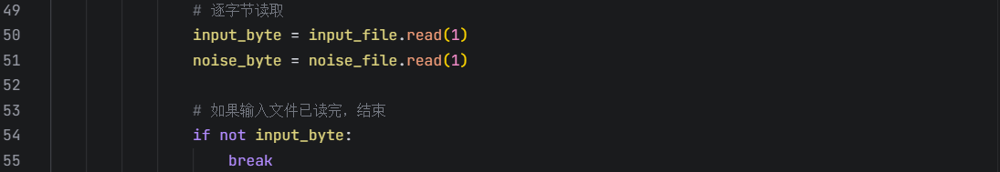 49 # 逐字节读取
50 input_byte = input_file.read(1)
51 noise_byte = noise_file.read(1)
52
53 # 如果输入文件已读完，结束
54 if not input_byte:
55 break